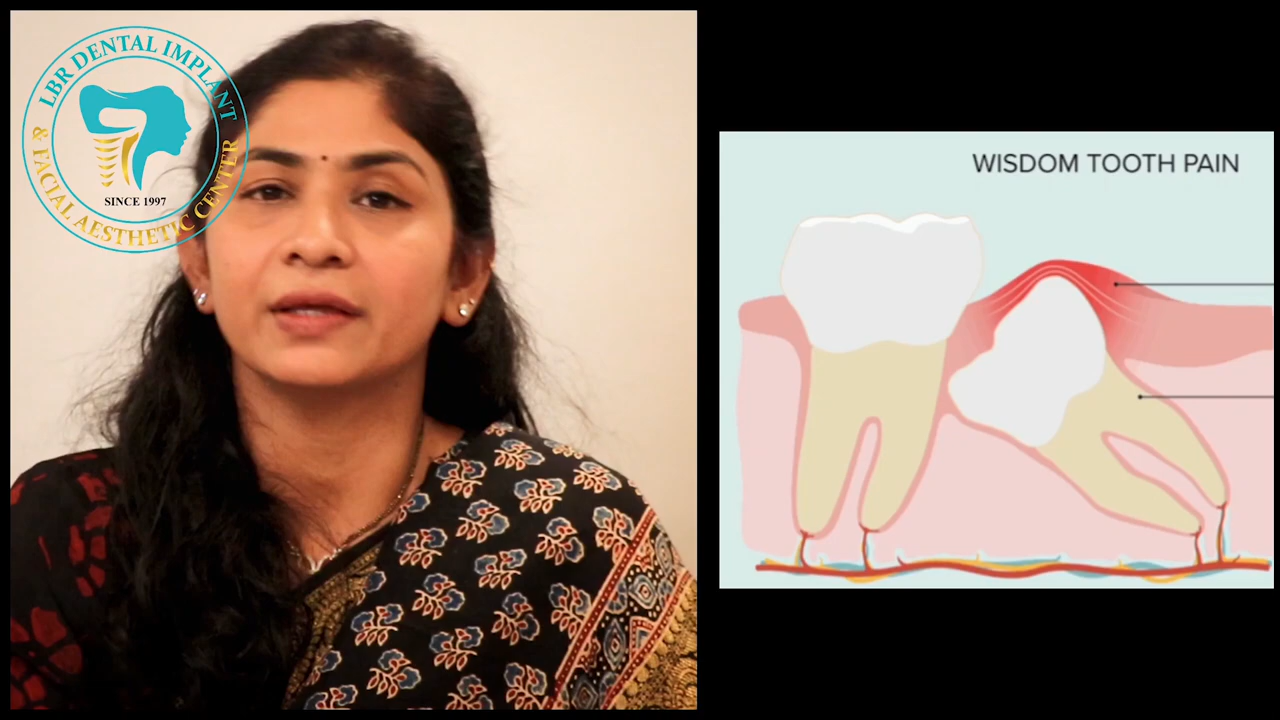 LBR DENTAL IMPLANT
& FACIAL AESTHETIC CENTER
SINCE 1997
WISDOM TOOTH PAIN